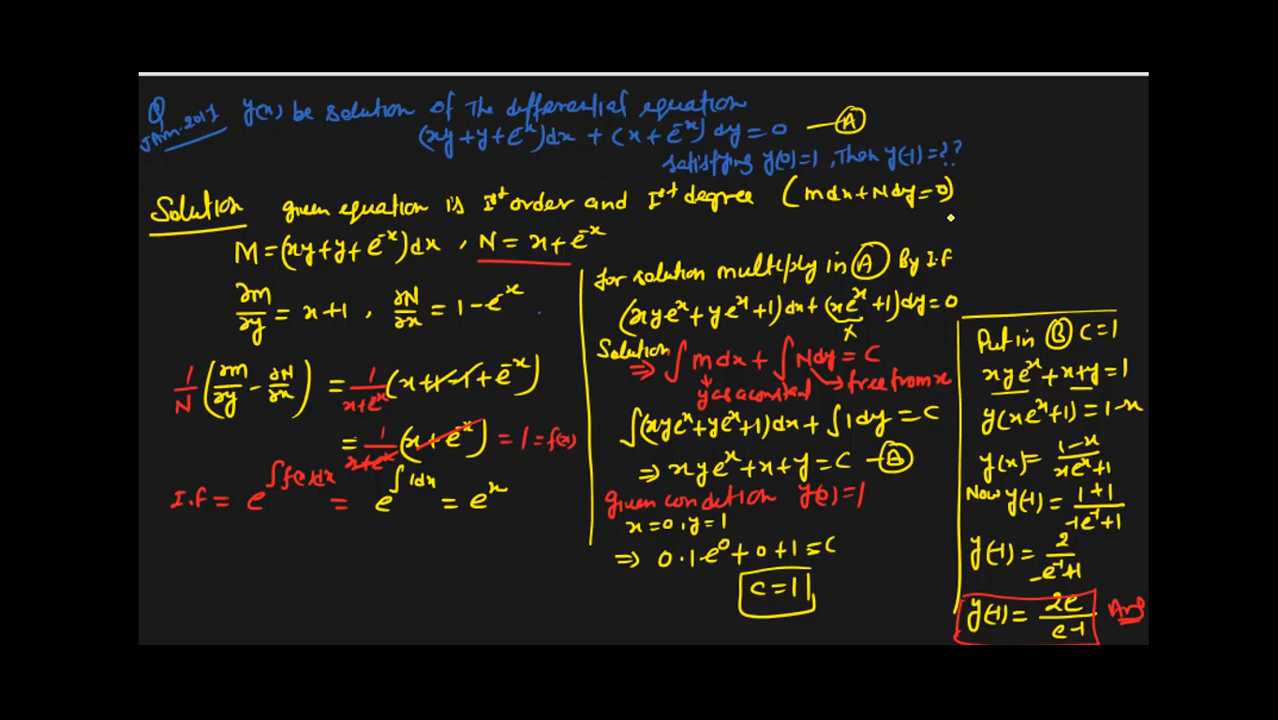 Q y(x) be solution of The differential equation
JAM.2017 (xy+y+e^-x)dx + (x+e^-x)dy=0 — A
satisfying y(0)=1, Then y(-1)=??
Solution given equation is Ist order and Ist degree (mdx+Ndy=0)
M=(xy+y+e^-x)dx , N = x+e^-x
∂m/∂y = x+1 , ∂N/∂x = 1-e^-x
1/N (∂m/∂y - ∂N/∂x) = 1/(x+e^-x) (x+1-1+e^-x)
= 1/(x+e^-x) (x+e^-x) = 1 = f(x)
I.f = e^∫f(x)dx = e^∫1dx = e^x
for solution multiply in A By I.f
(xye^x+ye^x+1)dx+(xe^x+1)dy=0
x
Solution
⇒ ∫mdx + ∫Ndy = C
y as a constant → free from x
∫(xye^x+ye^x+1)dx + ∫1dy = C
⇒ xye^x+x+y=C — A
given condition y(0)=1
x=0, y=1
⇒ 0.1.e^0+0+1=C
C=1
Put in B C=1
xye^x+x+y=1
y(xe^x+1)=1-x
y(x)= (1-x)/(xe^x+1)
Now y(-1)= (1+1)/(-1e^-1+1)
y(-1)= 2/(-e^-1+1)
y(-1)= 2e/(e-1) Ans